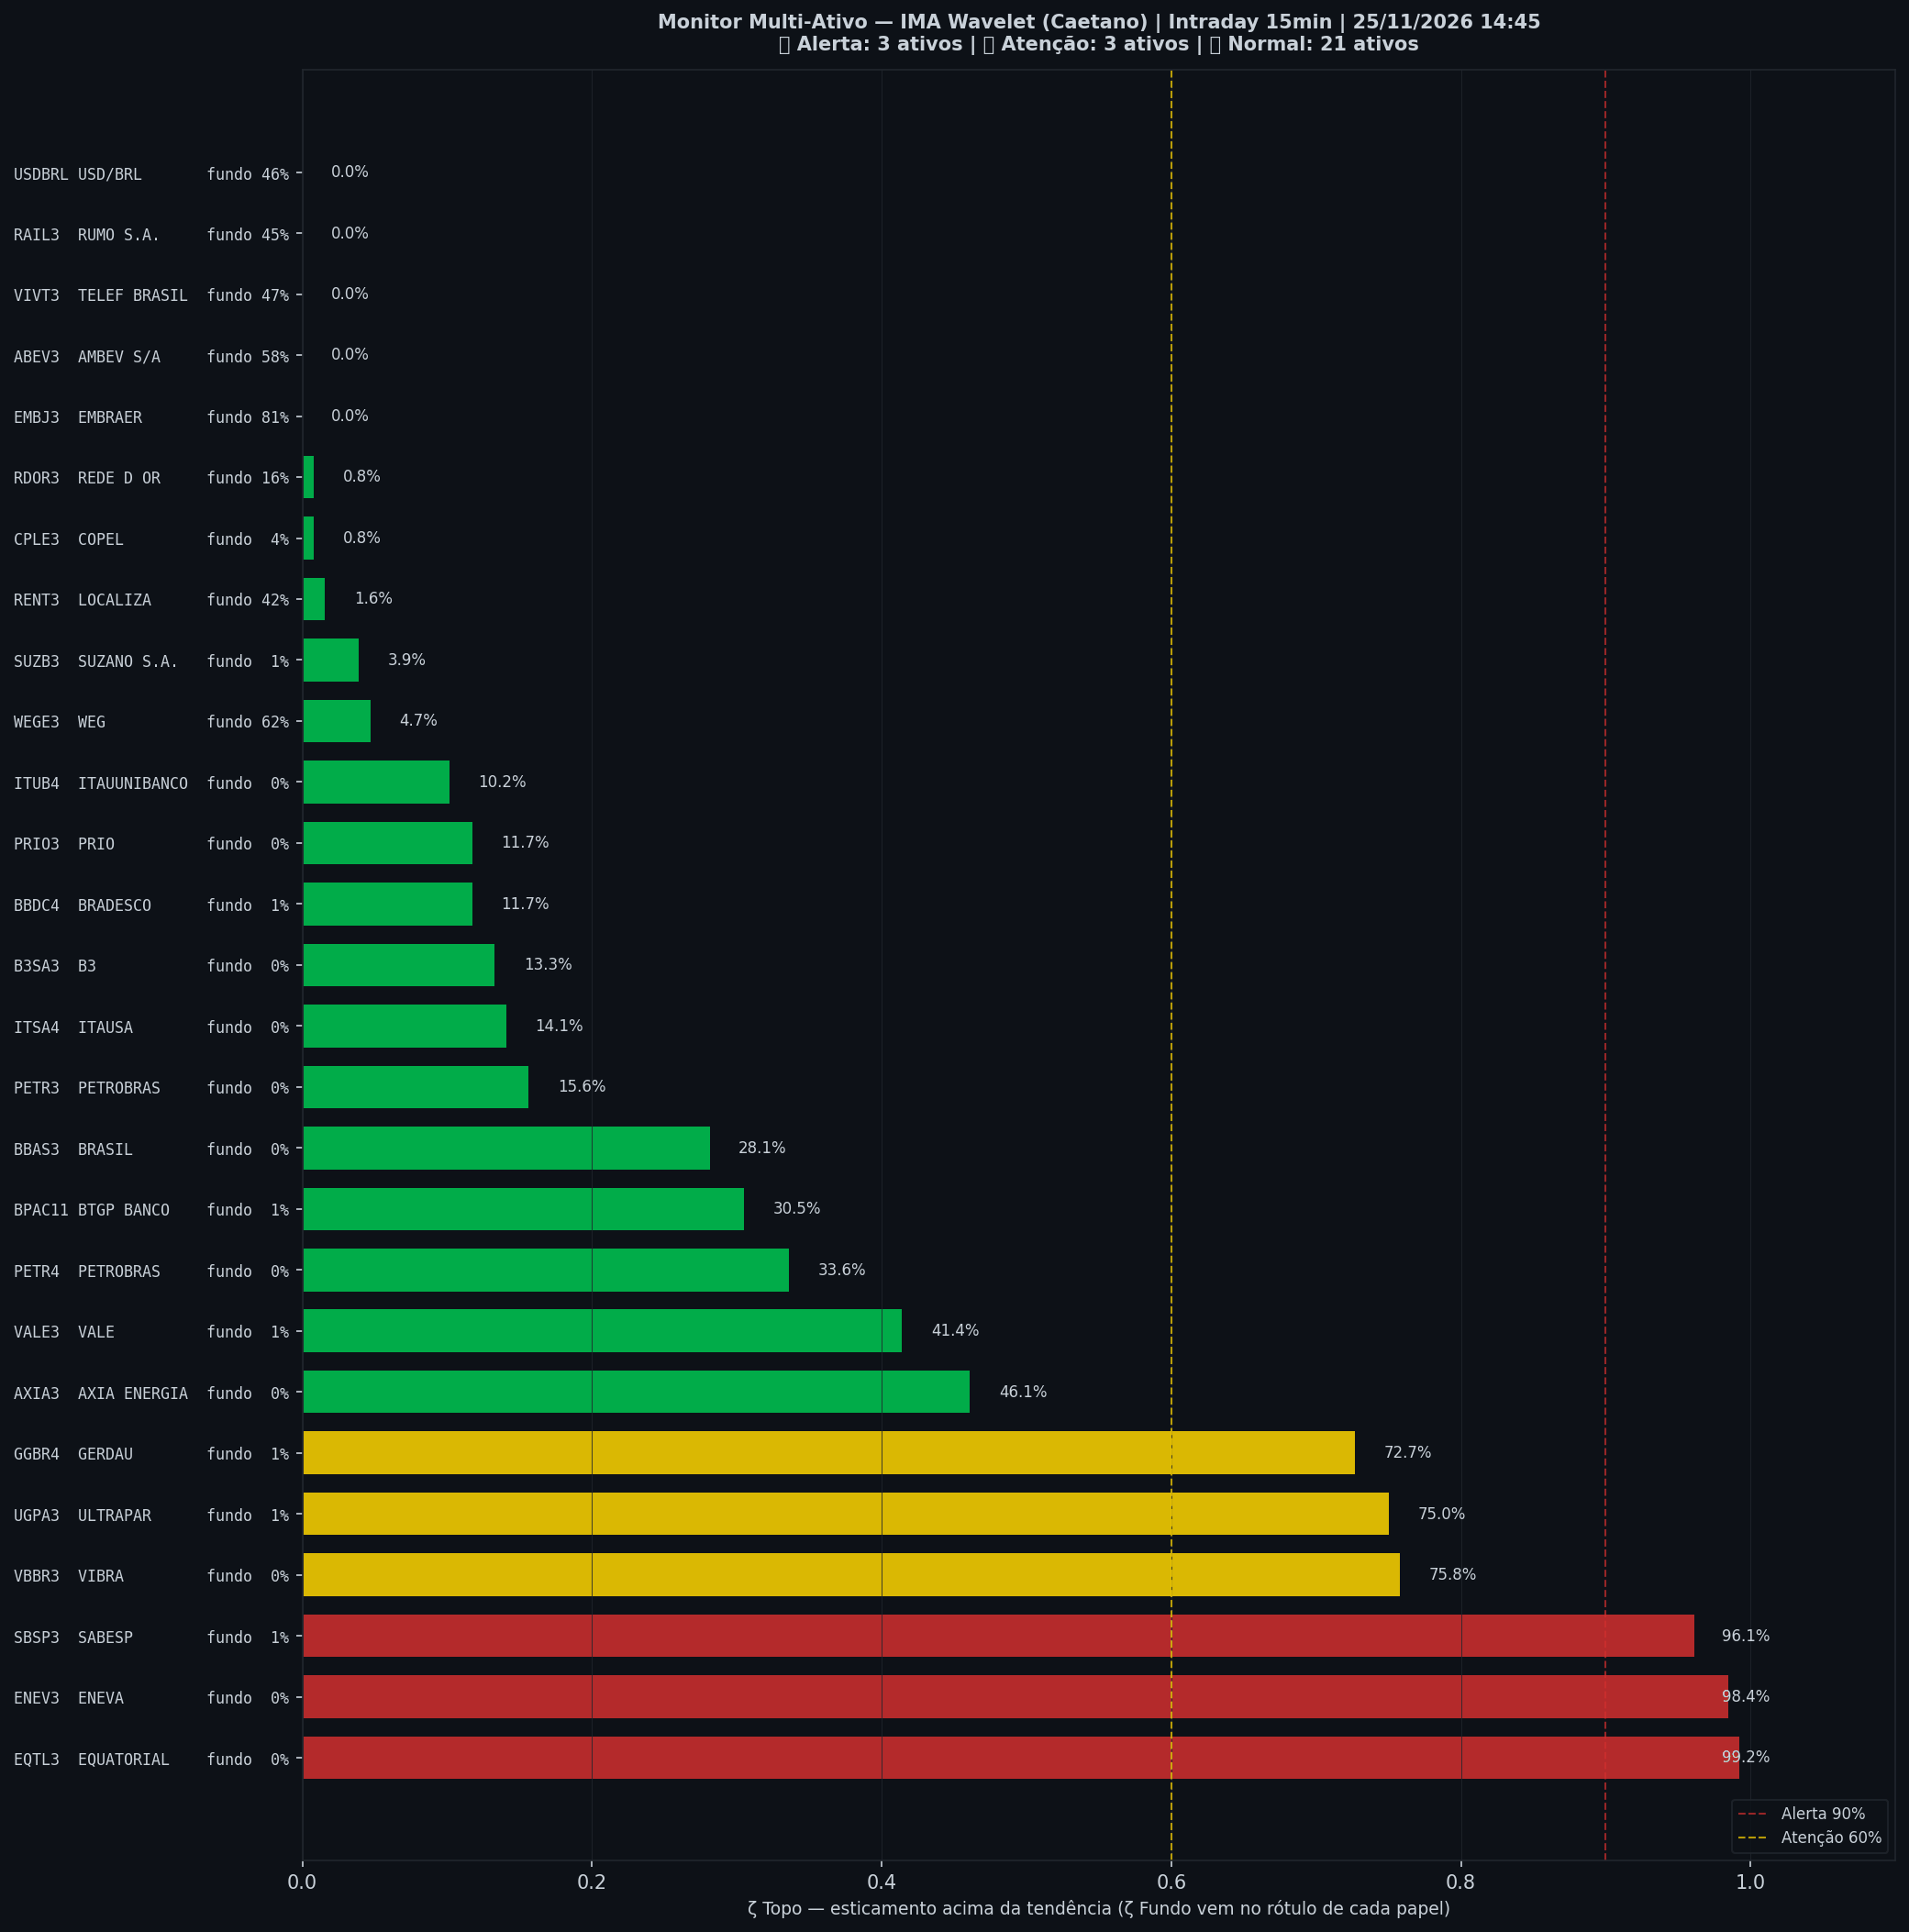 Monitor Multi-Ativo — IMA Wavelet (Caetano) | Intraday 15min | 25/11/2026 14:45
Alerta: 3 ativos | Atenção: 3 ativos | Normal: 21 ativos
USDBRL USD/BRL fundo 46% 0.0%
RAIL3 RUMO S.A. fundo 45% 0.0%
VIVT3 TELEF BRASIL fundo 47% 0.0%
ABEV3 AMBEV S/A fundo 58% 0.0%
EMBJ3 EMBRAER fundo 81% 0.0%
RDOR3 REDE D OR fundo 16% 0.8%
CPLE3 COPEL fundo 4% 0.8%
RENT3 LOCALIZA fundo 42% 1.6%
SUZB3 SUZANO S.A. fundo 1% 3.9%
WEGE3 WEG fundo 62% 4.7%
ITUB4 ITAUUNIBANCO fundo 0% 10.2%
PRIO3 PRIO fundo 0% 11.7%
BBDC4 BRADESCO fundo 1% 11.7%
B3SA3 B3 fundo 0% 13.3%
ITSA4 ITAUSA fundo 0% 14.1%
PETR3 PETROBRAS fundo 0% 15.6%
BBAS3 BRASIL fundo 0% 28.1%
BPAC11 BTGP BANCO fundo 1% 30.5%
PETR4 PETROBRAS fundo 0% 33.6%
VALE3 VALE fundo 1% 41.4%
AXIA3 AXIA ENERGIA fundo 0% 46.1%
GGBR4 GERDAU fundo 1% 72.7%
UGPA3 ULTRAPAR fundo 1% 75.0%
VBBR3 VIBRA fundo 0% 75.8%
SBSP3 SABESP fundo 1% 96.1%
ENEV3 ENEVA fundo 0% 98.4%
EQTL3 EQUATORIAL fundo 0% 99.2%
Alerta 90%
Atenção 60%
0.0 0.2 0.4 0.6 0.8 1.0
ζ Topo — esticamento acima da tendência (ζ Fundo vem no rótulo de cada papel)